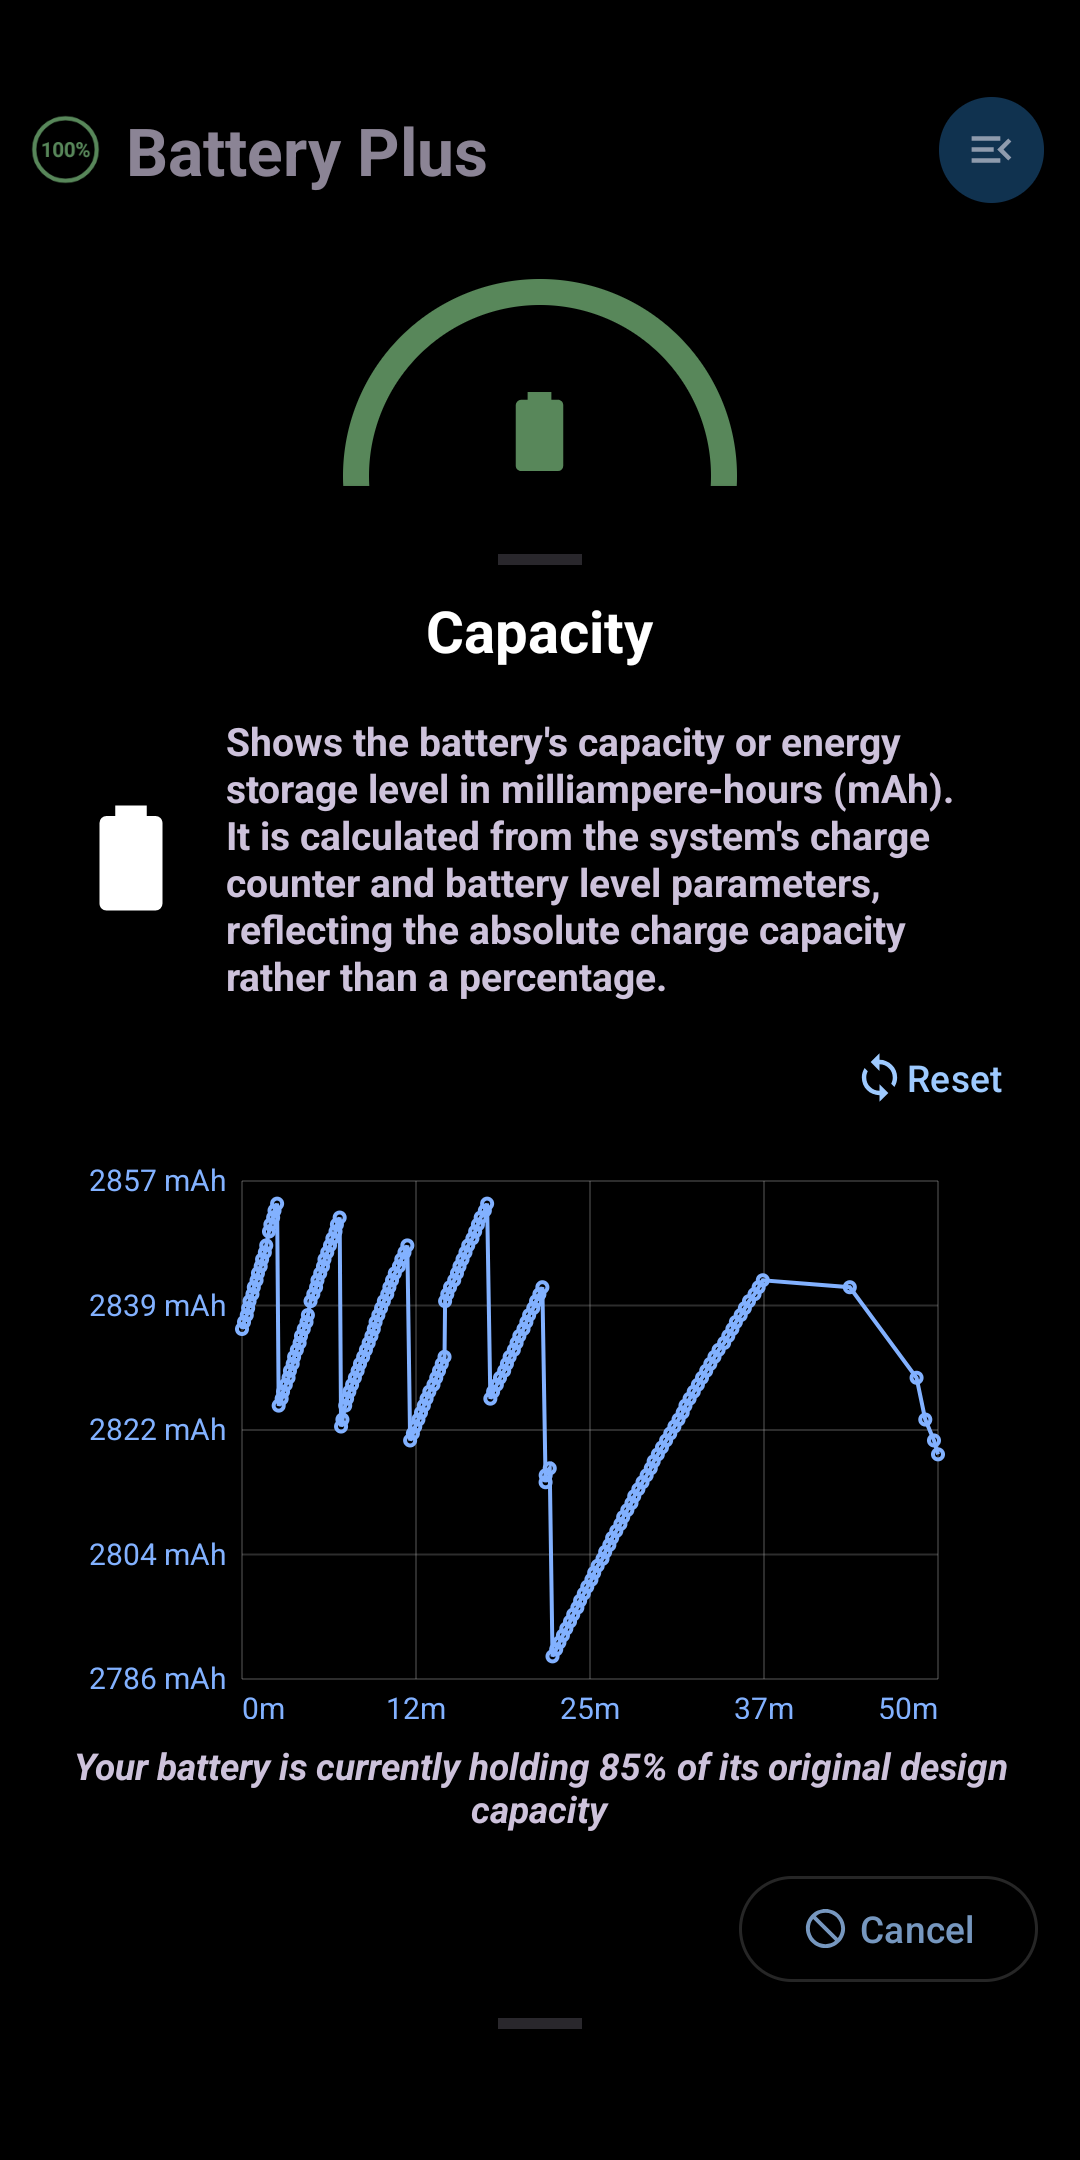 100%
Battery Plus
Capacity
Shows the battery's capacity or energy
storage level in milliampere-hours (mAh).
It is calculated from the system's charge
counter and battery level parameters,
reflecting the absolute charge capacity
rather than a percentage.
Reset
2857 mAh
2839 mAh
2822 mAh
2804 mAh
2786 mAh
0m 12m 25m 37m 50m
Your battery is currently holding 85% of its original design
capacity
Cancel